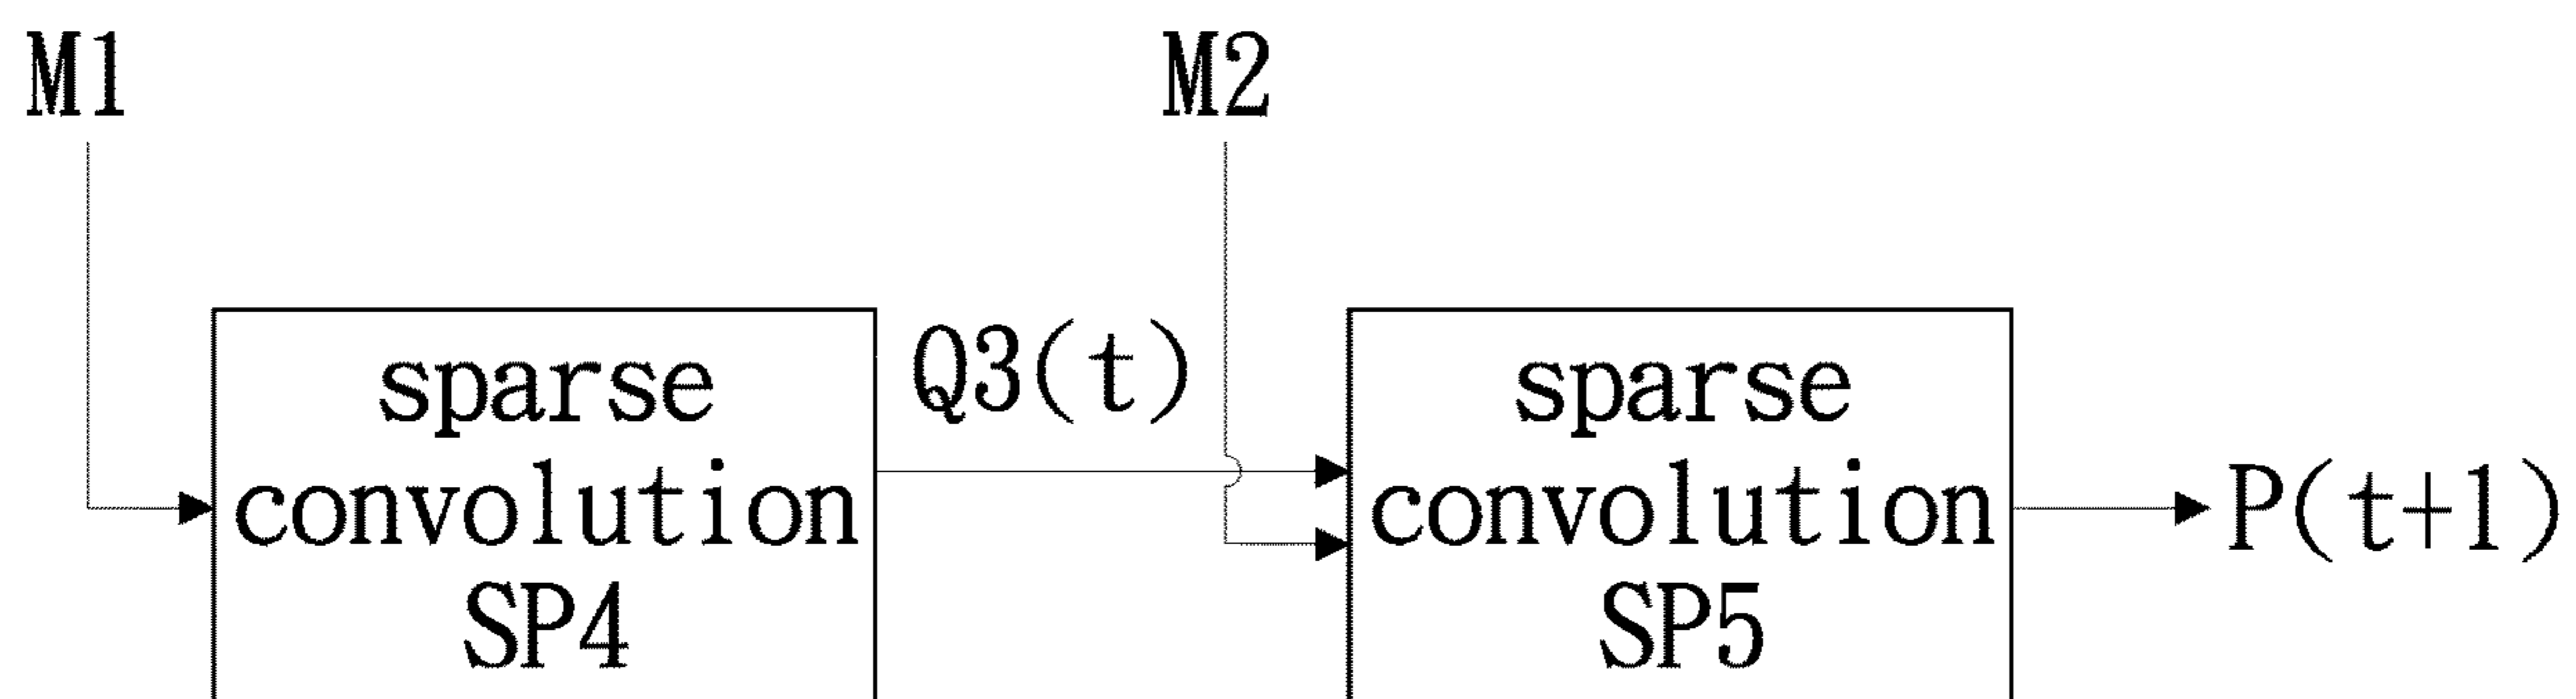 M1
M2
sparse
convolution
SP4
Q3(t)
sparse
convolution
SP5
P(t+1)